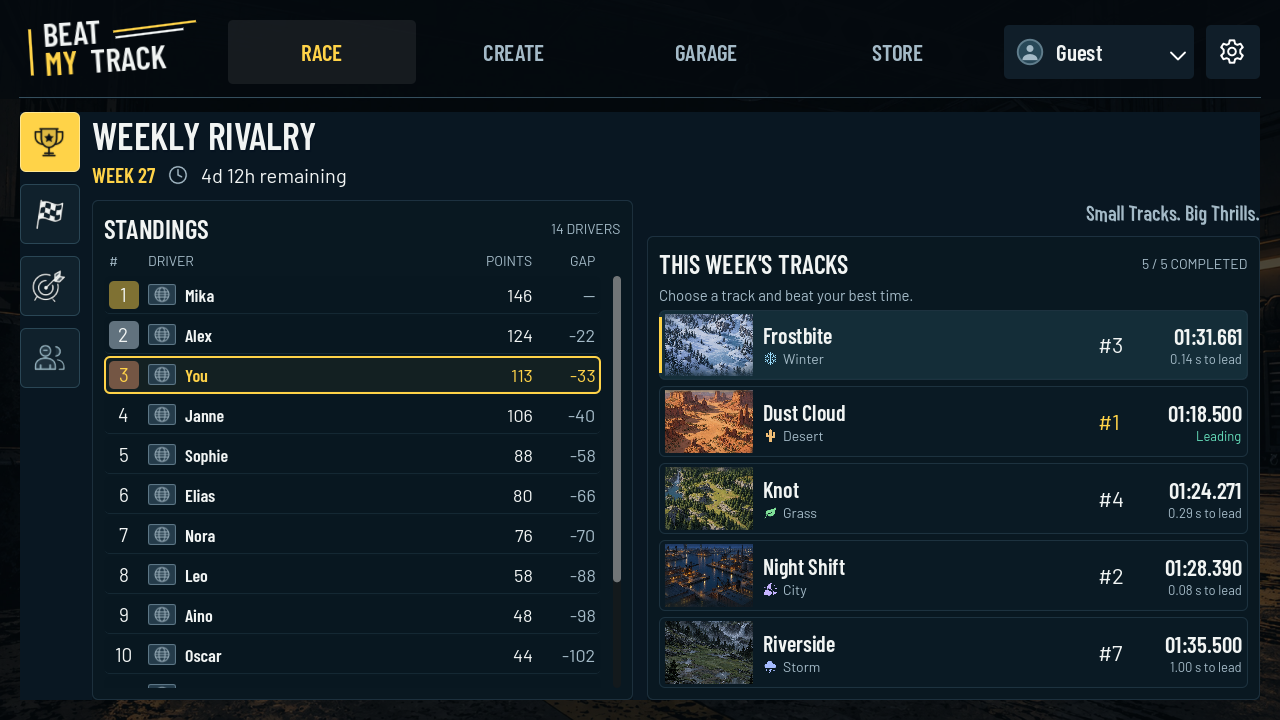 BEAT
MY TRACK
RACE
CREATE
GARAGE
STORE
Guest
WEEKLY RIVALRY
WEEK 27 4d 12h remaining
STANDINGS 14 DRIVERS
# DRIVER POINTS GAP
1 Mika 146 —
2 Alex 124 -22
3 You 113 -33
4 Janne 106 -40
5 Sophie 88 -58
6 Elias 80 -66
7 Nora 76 -70
8 Leo 58 -88
9 Aino 48 -98
10 Oscar 44 -102
Small Tracks. Big Thrills.
THIS WEEK'S TRACKS 5 / 5 COMPLETED
Choose a track and beat your best time.
Frostbite #3 01:31.661
Winter 0.14 s to lead
Dust Cloud #1 01:18.500
Desert Leading
Knot #4 01:24.271
Grass 0.29 s to lead
Night Shift #2 01:28.390
City 0.08 s to lead
Riverside #7 01:35.500
Storm 1.00 s to lead